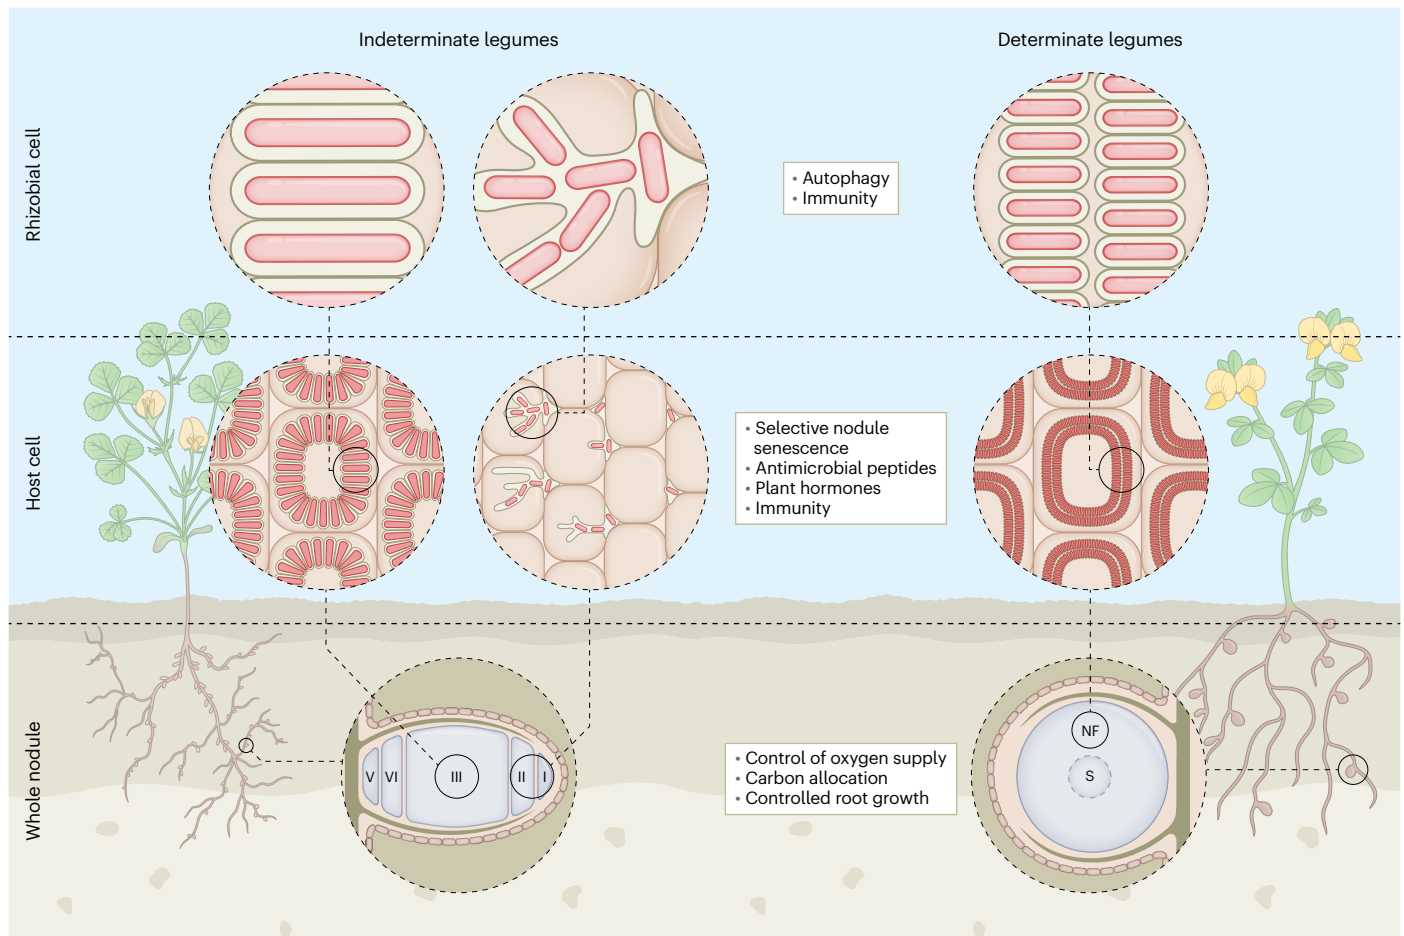 Indeterminate legumes
Determinate legumes
Rhizobial cell
• Autophagy
• Immunity
Host cell
• Selective nodule
senescence
• Antimicrobial peptides
• Plant hormones
• Immunity
Whole nodule
V
VI
III
II
I
• Control of oxygen supply
• Carbon allocation
• Controlled root growth
NF
S